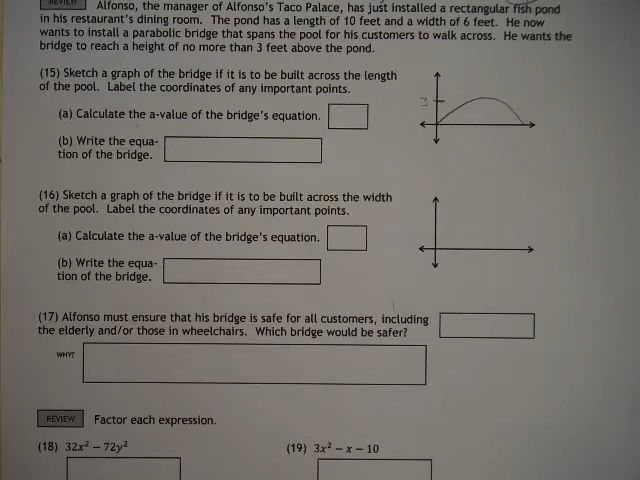 REVIEW Alfonso, the manager of Alfonso's Taco Palace, has just installed a rectangular fish pond
in his restaurant's dining room. The pond has a length of 10 feet and a width of 6 feet. He now
wants to install a parabolic bridge that spans the pool for his customers to walk across. He wants the
bridge to reach a height of no more than 3 feet above the pond.
(15) Sketch a graph of the bridge if it is to be built across the length
of the pool. Label the coordinates of any important points.
3
(a) Calculate the a-value of the bridge's equation.
(b) Write the equa-
tion of the bridge.
(16) Sketch a graph of the bridge if it is to be built across the width
of the pool. Label the coordinates of any important points.
(a) Calculate the a-value of the bridge's equation.
(b) Write the equa-
tion of the bridge.
(17) Alfonso must ensure that his bridge is safe for all customers, including
the elderly and/or those in wheelchairs. Which bridge would be safer?
WHY?
REVIEW Factor each expression.
(18) 32x² – 72y² (19) 3x² – x – 10